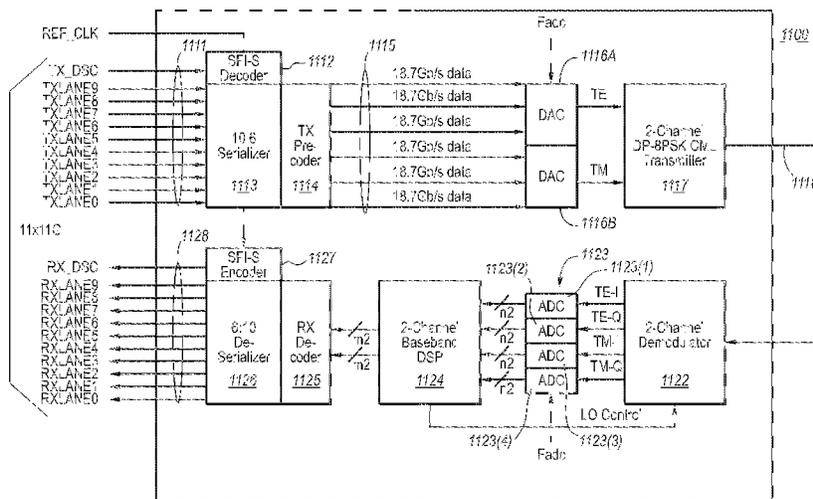 REF_CLK
1111
1115
Fadc
1116A
1100
TX_DSC
SFI-S
Decoder
1112
TXLANE9
TXLANE8
TXLANE7
TXLANE6
TXLANE5
TXLANE4
TXLANE3
TXLANE2
TXLANE1
TXLANE0
10:6
Serializer
1113
TX
Pre-
coder
1114
18.7Gb/s data
18.7Gb/s data
18.7Gb/s data
18.7Gb/s data
18.7Gb/s data
18.7Gb/s data
DAC
DAC
TE
TM
2-Channel
DP-8PSK
Transmitter
1117
1116B
11x11G
1128
SFI-S
Encoder
1127
RX_DSC
RXLANE9
RXLANE8
RXLANE7
RXLANE6
RXLANE5
RXLANE4
RXLANE3
RXLANE2
RXLANE1
RXLANE0
6:10
De-
Serializer
1126
RX
De-
coder
1125
m2
m2
2-Channel
Baseband
DSP
1124
n2
n2
n2
n2
1123
1123(1)
1123(2)
ADC
ADC
ADC
ADC
TE-I
TE-Q
TM-I
TM-Q
2-Channel
Demodulator
1122
Control
1123(4)
1123(3)
Fadc